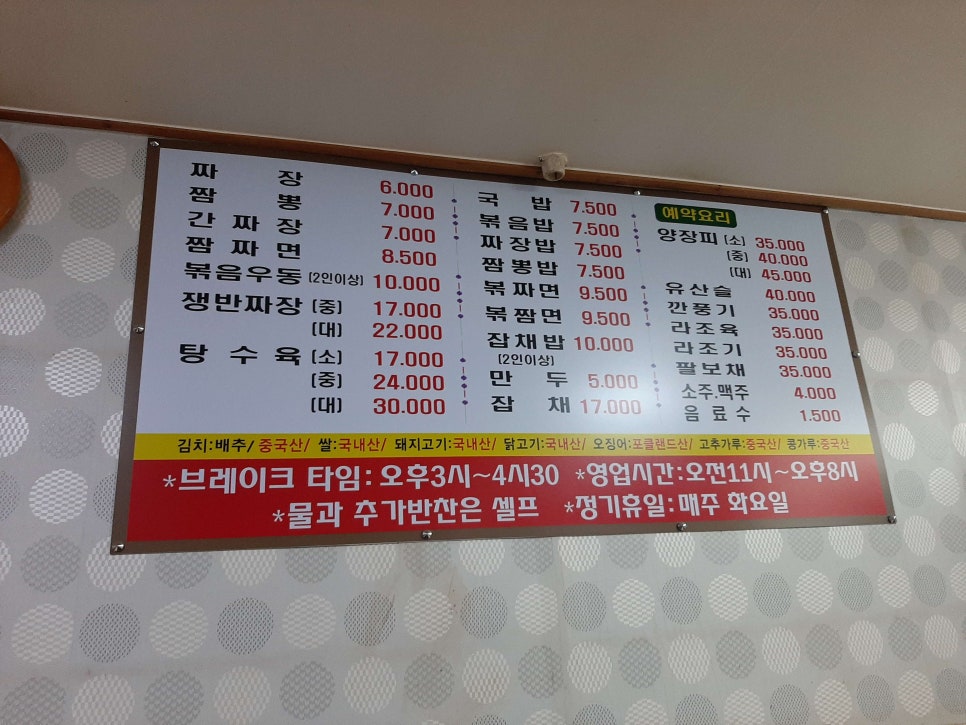 짜 장 6.000
짬 뽕 7.000
간 짜 장 7.000
짬 짜 면 8.500
볶음우동 (2인이상) 10.000
쟁반짜장 (중) 17.000
(대) 22.000
탕 수 육 (소) 17.000
(중) 24.000
(대) 30.000
국 밥 7.500
볶음밥 7.500
짜장밥 7.500
짬뽕밥 7.500
볶짜면 9.500
볶짬면 9.500
잡채밥 10.000
(2인이상)
만 두 5.000
잡 채 17.000
예약요리
양장피 (소) 35.000
(중) 40.000
(대) 45.000
유산슬 40.000
깐풍기 35.000
라조육 35.000
라조기 35.000
팔보채 35.000
소주.맥주 4.000
음료수 1.500
김치:배추/ 중국산/ 쌀:국내산/ 돼지고기:국내산/ 닭고기:국내산/ 오징어:포클랜드산/ 고추가루:중국산/ 콩가루:중국산
*브레이크 타임:오후3시~4시30 *영업시간:오전11시~오후8시
*물과 추가반찬은 셀프 *정기휴일:매주 화요일